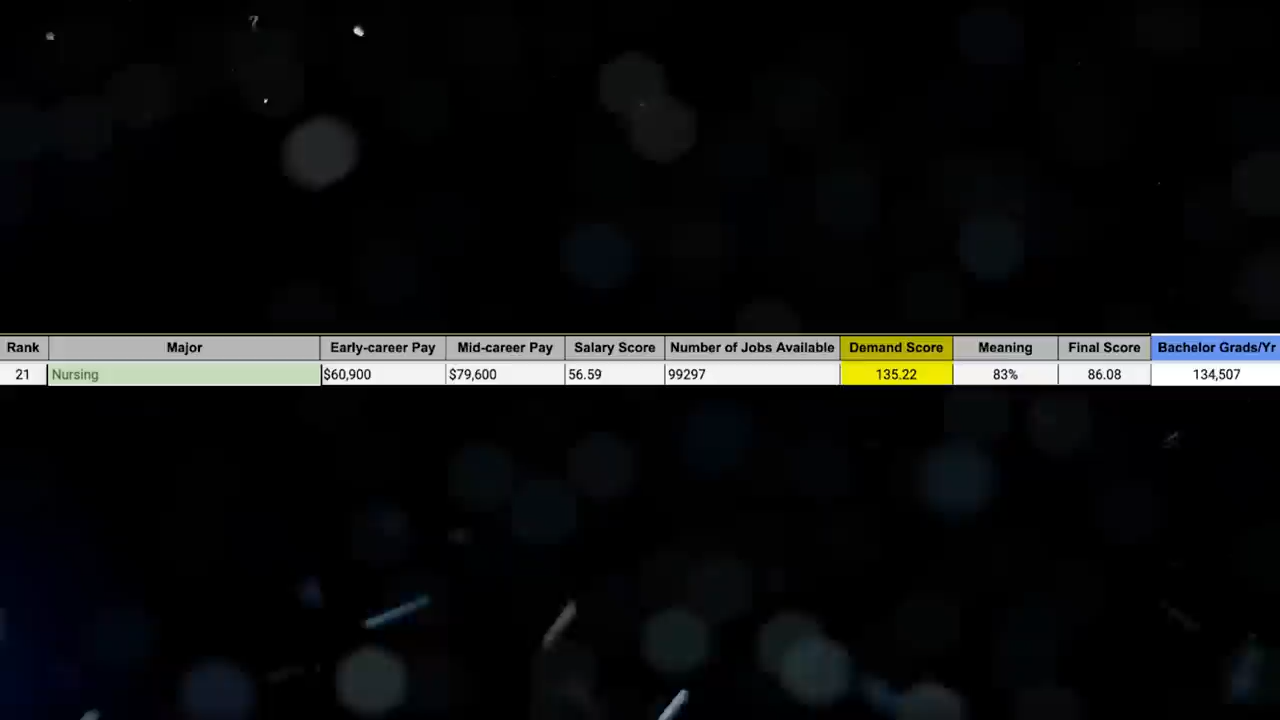 Rank Major Early-career Pay Mid-career Pay Salary Score Number of Jobs Available Demand Score Meaning Final Score Bachelor Grads/Yr
21 Nursing $60,900 $79,600 56.59 99297 135.22 83% 86.08 134,507